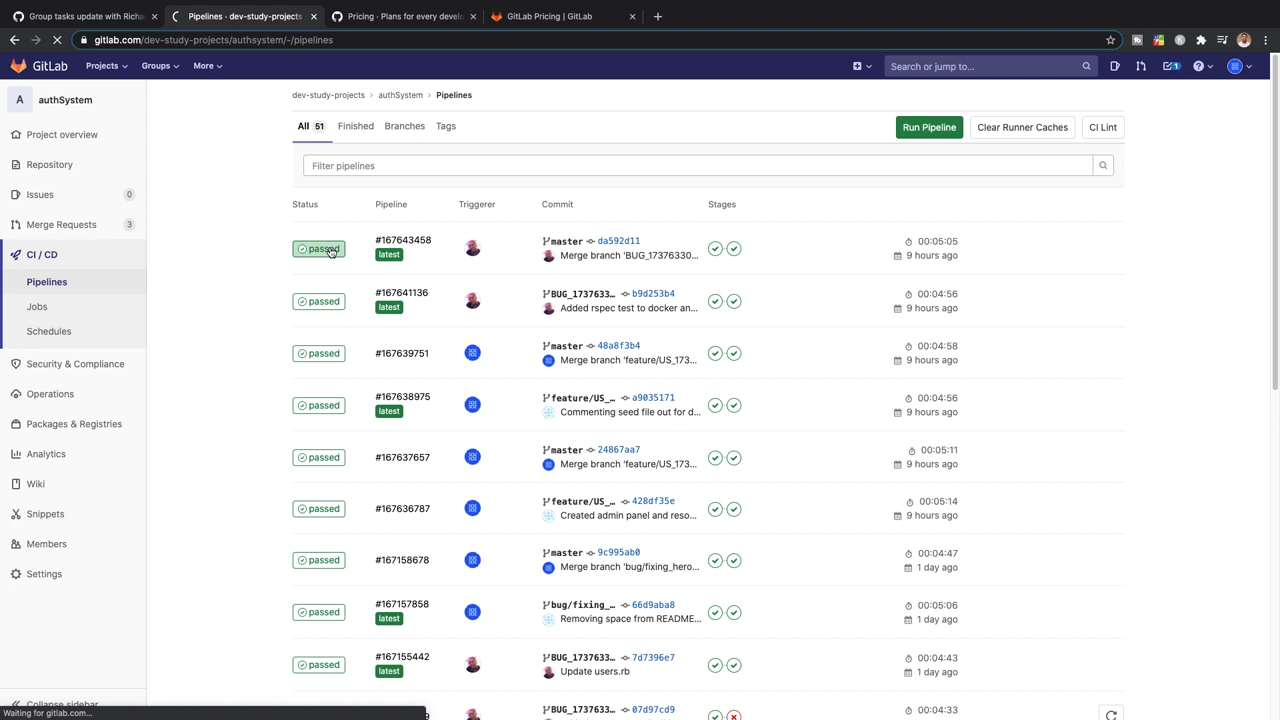 Group tasks update with Richa
Pipelines · dev-study-projects
Pricing · Plans for every develo
GitLab Pricing | GitLab
gitlab.com/dev-study-projects/authsystem/-/pipelines
GitLab
Projects
Groups
More
Search or jump to...
1
A
authSystem
Project overview
Repository
Issues
0
Merge Requests
3
CI / CD
Pipelines
Jobs
Schedules
Security & Compliance
Operations
Packages & Registries
Analytics
Wiki
Snippets
Members
Settings
Collapse sidebar
Waiting for gitlab.com...
dev-study-projects > authSystem > Pipelines
All 51
Finished
Branches
Tags
Run Pipeline
Clear Runner Caches
CI Lint
Filter pipelines
Status
Pipeline
Triggerer
Commit
Stages
passed
#167643458
latest
master da592d11
Merge branch 'BUG_17376330...
00:05:05
9 hours ago
passed
#167641136
latest
BUG_1737633... b9d253b4
Added rspec test to docker an...
00:04:56
9 hours ago
passed
#167639751
master 48a8f3b4
Merge branch 'feature/US_173...
00:04:58
9 hours ago
passed
#167638975
latest
feature/US_... a9035171
Commenting seed file out for d...
00:04:56
9 hours ago
passed
#167637657
master 24867aa7
Merge branch 'feature/US_173...
00:05:11
9 hours ago
passed
#167636787
feature/US_... 428df35e
Created admin panel and reso...
00:05:14
9 hours ago
passed
#167158678
master 9c995ab0
Merge branch 'bug/fixing_hero...
00:04:47
1 day ago
passed
#167157858
latest
bug/fixing_... 66d9aba8
Removing space from README...
00:05:06
1 day ago
passed
#167155442
latest
BUG_1737633... 7d7396e7
Update users.rb
00:04:43
1 day ago
BUG_1737633... 07d97cd9
00:04:33